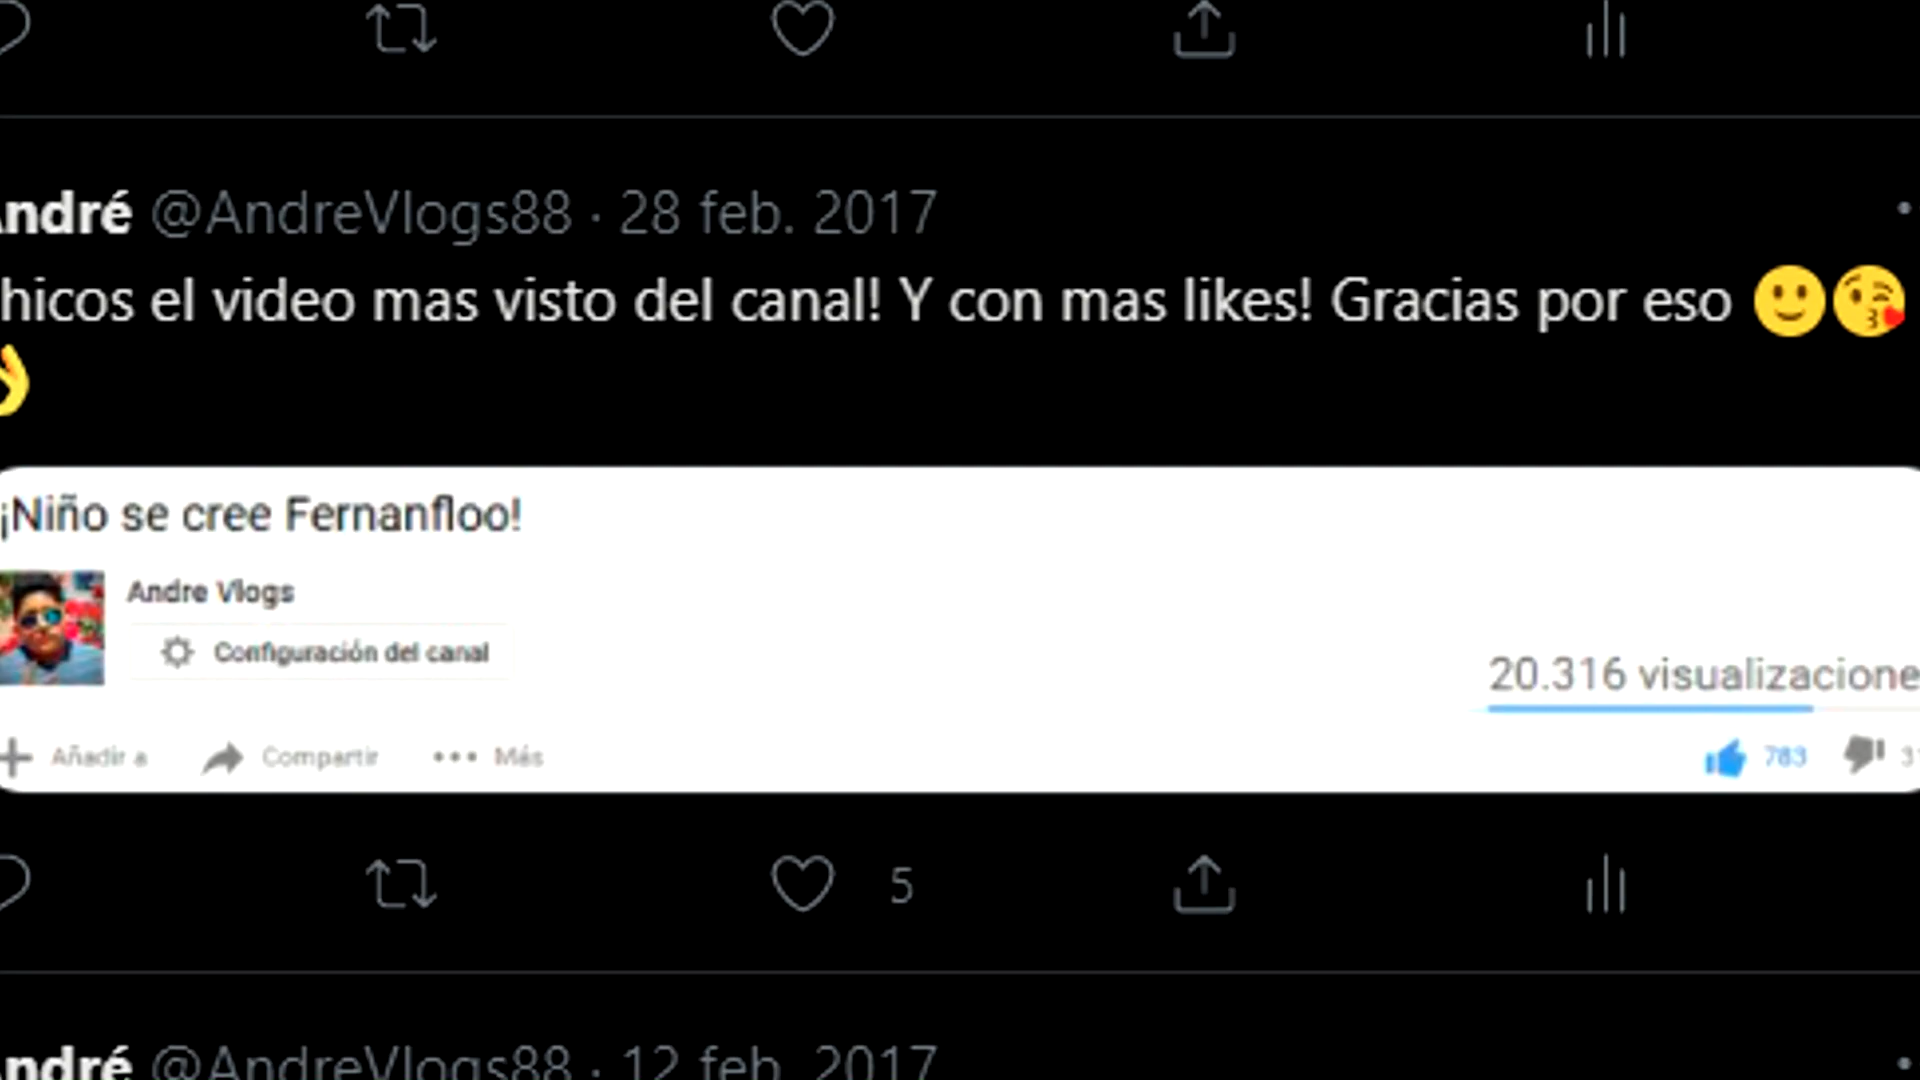 ndré @AndreVlogs88 · 28 feb. 2017
hicos el video mas visto del canal! Y con mas likes! Gracias por eso 🙂😘
👌
¡Niño se cree Fernanfloo!
Andre Vlogs
Configuración del canal
20.316 visualizacione
Añadir a Compartir Más
783 31
5
ndré @AndreVlogs88 · 12 feb. 2017